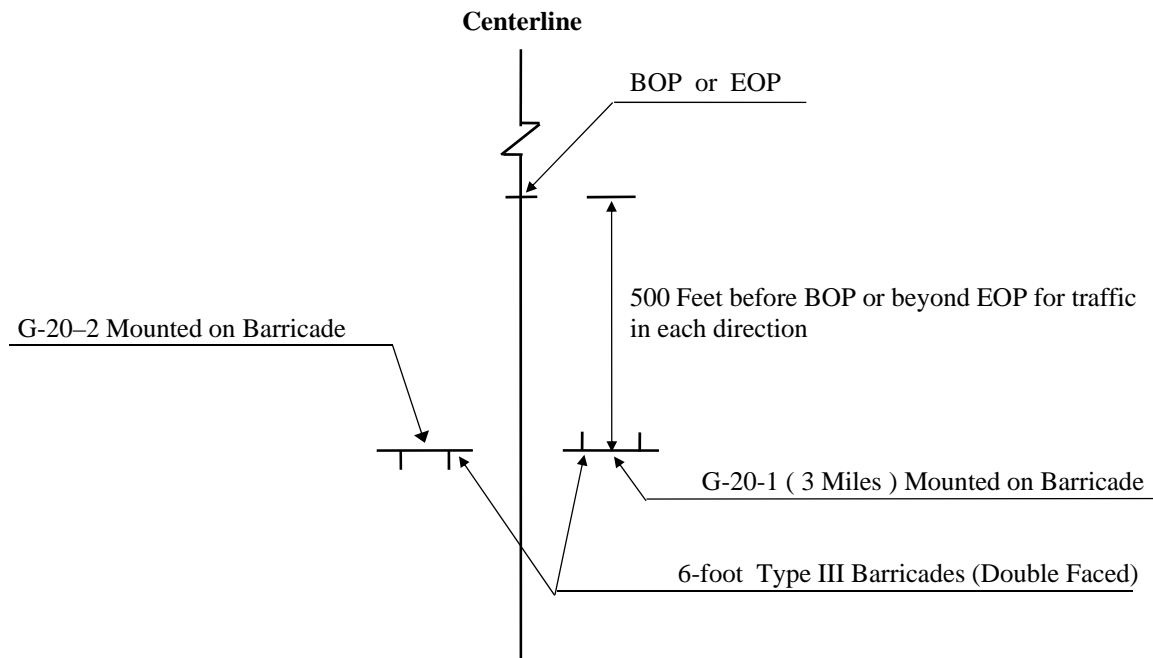 Centerline
BOP or EOP
500 Feet before BOP or beyond EOP for traffic
in each direction
G-20–2 Mounted on Barricade
G-20-1 ( 3 Miles ) Mounted on Barricade
6-foot Type III Barricades (Double Faced)